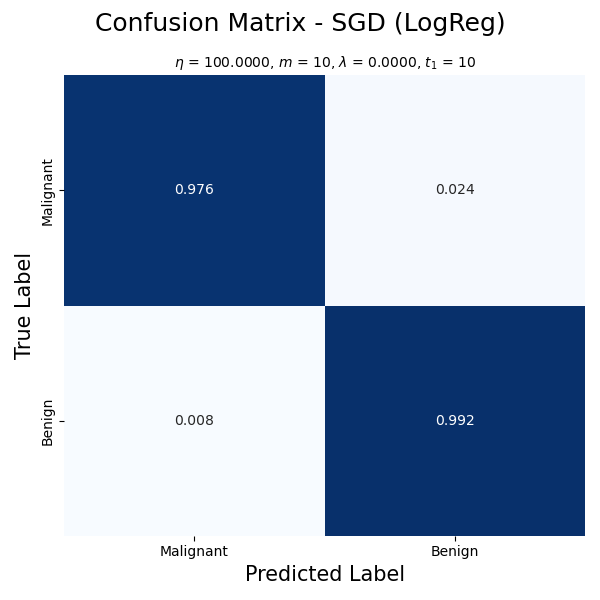 Confusion Matrix - SGD (LogReg)
η = 100.0000, m = 10, λ = 0.0000, t₁ = 10
True Label
Malignant
0.976
0.024
Benign
0.008
0.992
Malignant
Benign
Predicted Label